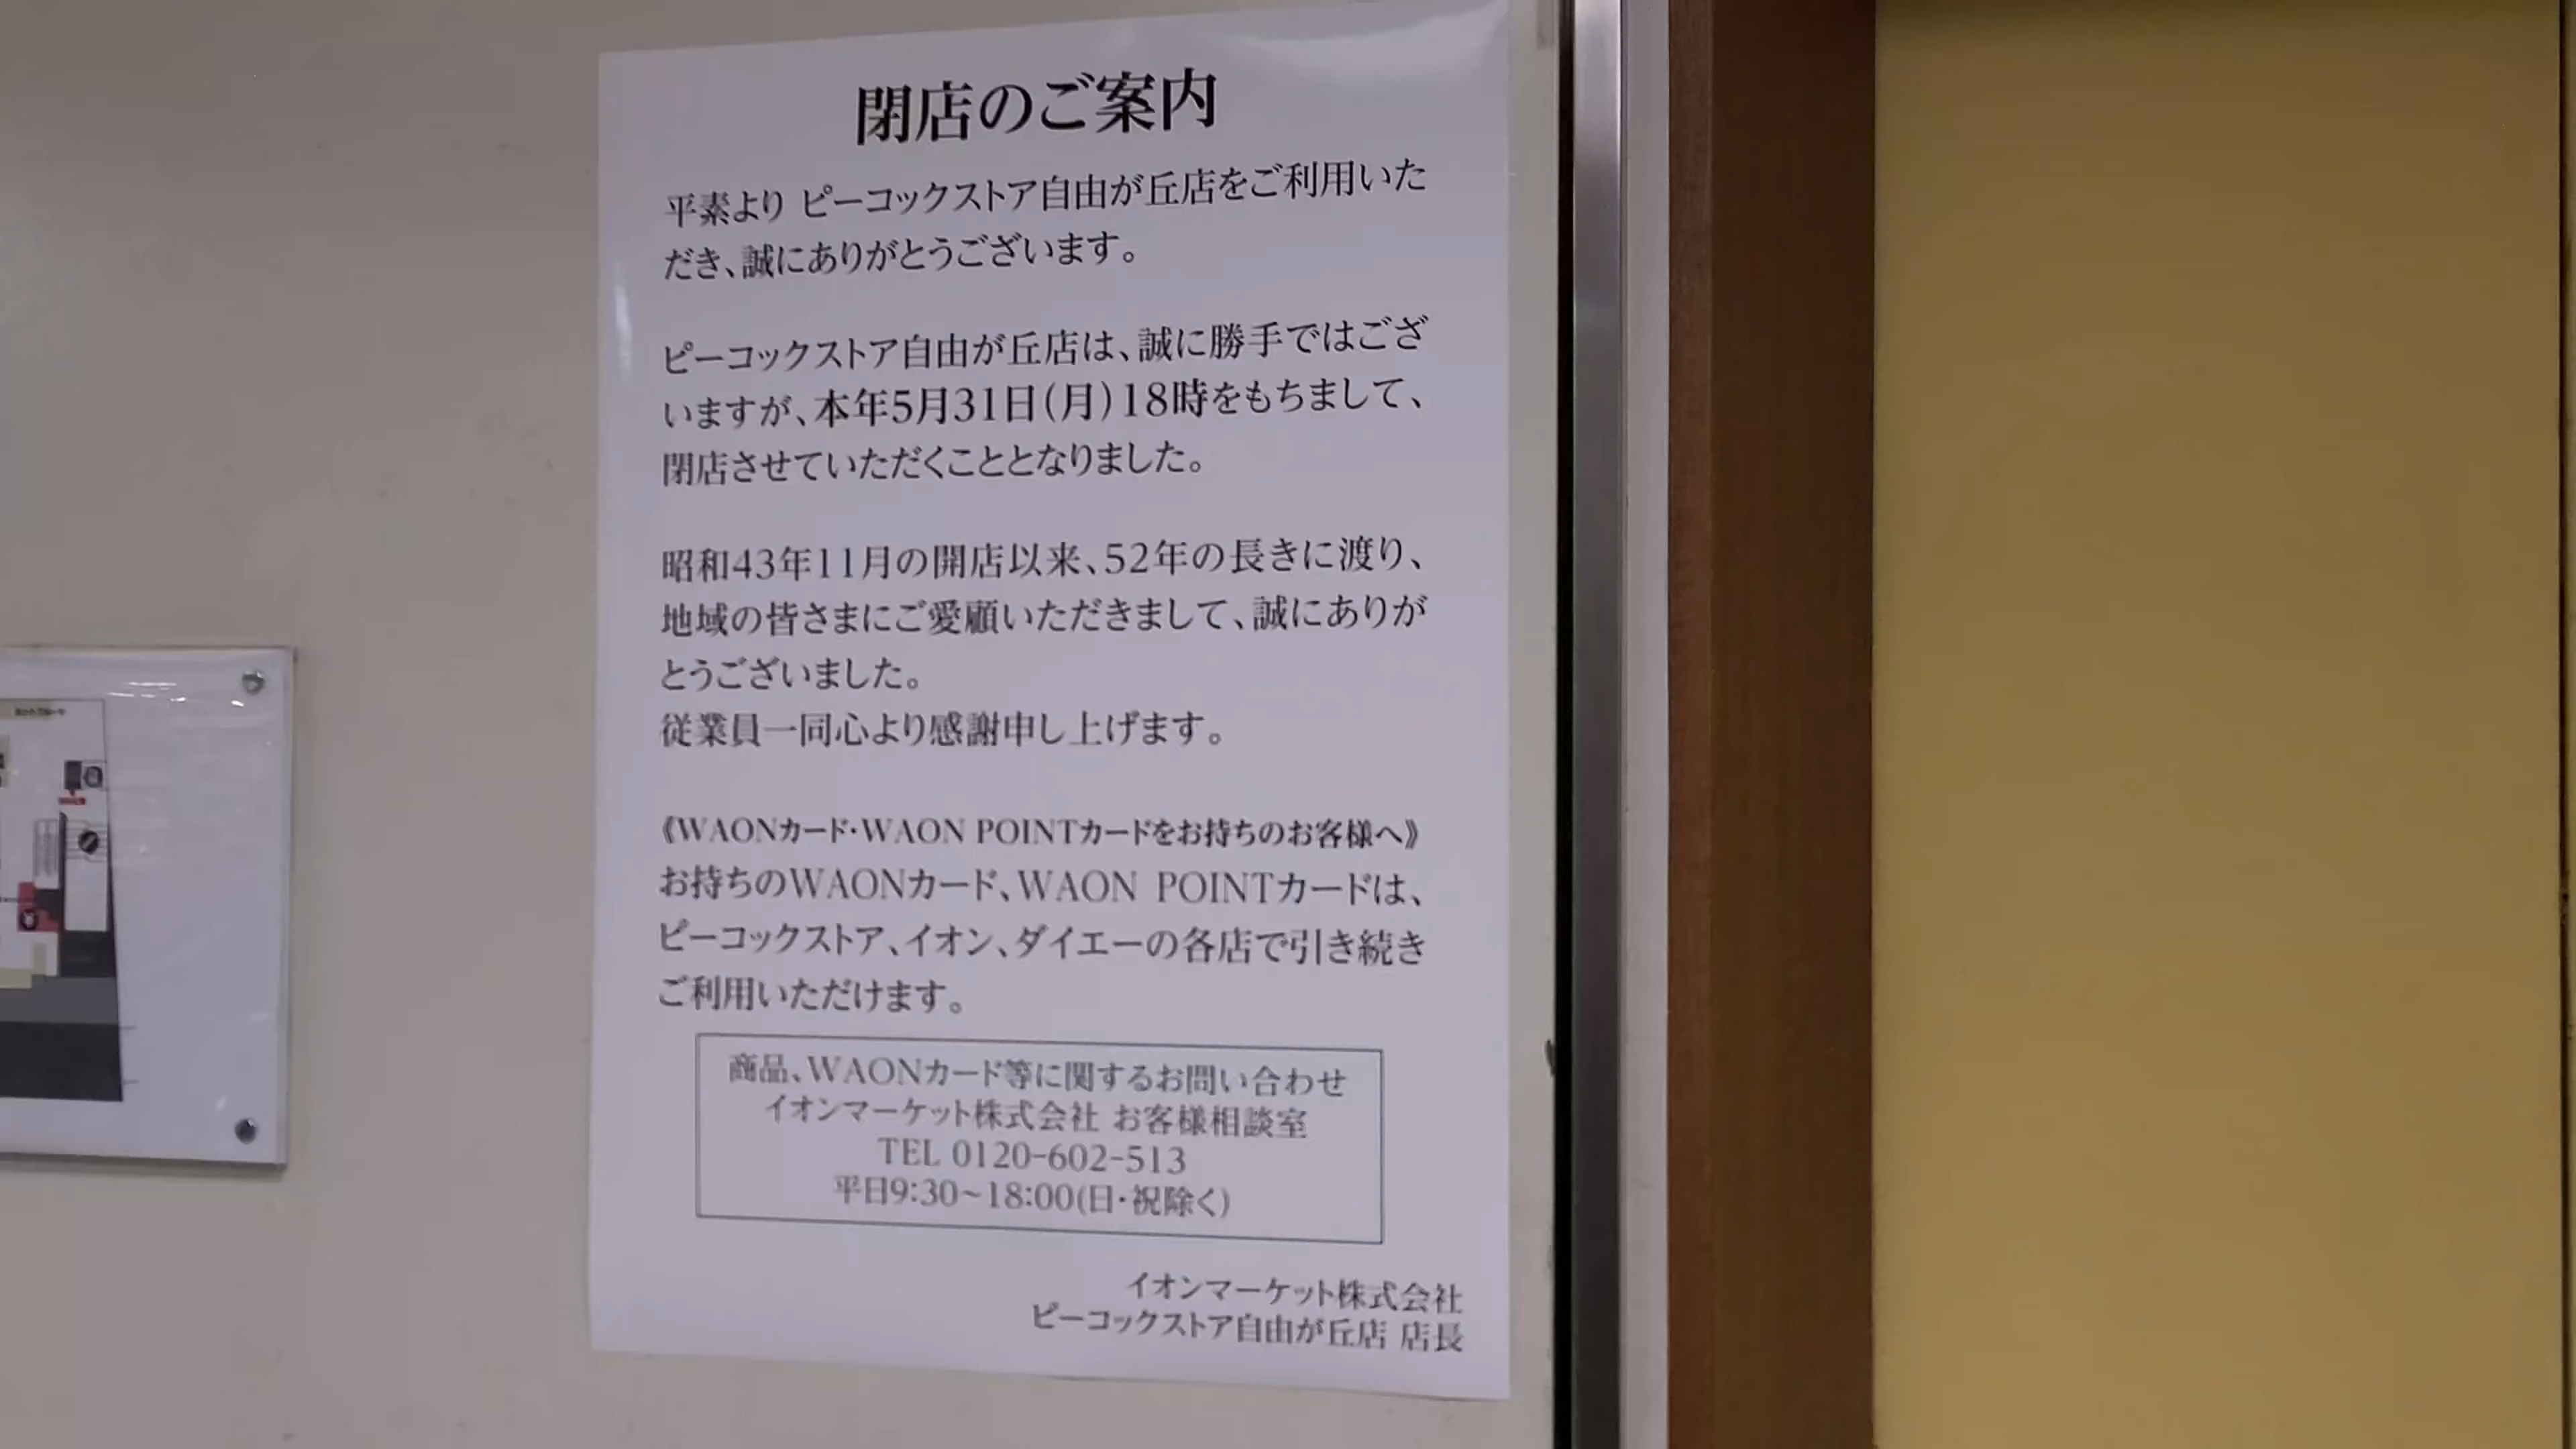 閉店のご案内
平素より ピーコックストア自由が丘店をご利用いた
だき、誠にありがとうございます。
ピーコックストア自由が丘店は、誠に勝手ではござ
いますが、本年5月31日(月)18時をもちまして、
閉店させていただくこととなりました。
昭和43年11月の開店以来、52年の長きに渡り、
地域の皆さまにご愛顧いただきまして、誠にありが
とうございました。
従業員一同心より感謝申し上げます。
《WAONカード・WAON POINTカードをお持ちのお客様へ》
お持ちのWAONカード、WAON POINTカードは、
ピーコックストア、イオン、ダイエーの各店で引き続き
ご利用いただけます。
商品、WAONカード等に関するお問い合わせ
イオンマーケット株式会社 お客様相談室
TEL 0120-602-513
平日9:30~18:00(日・祝除く)
イオンマーケット株式会社
ピーコックストア自由が丘店 店長